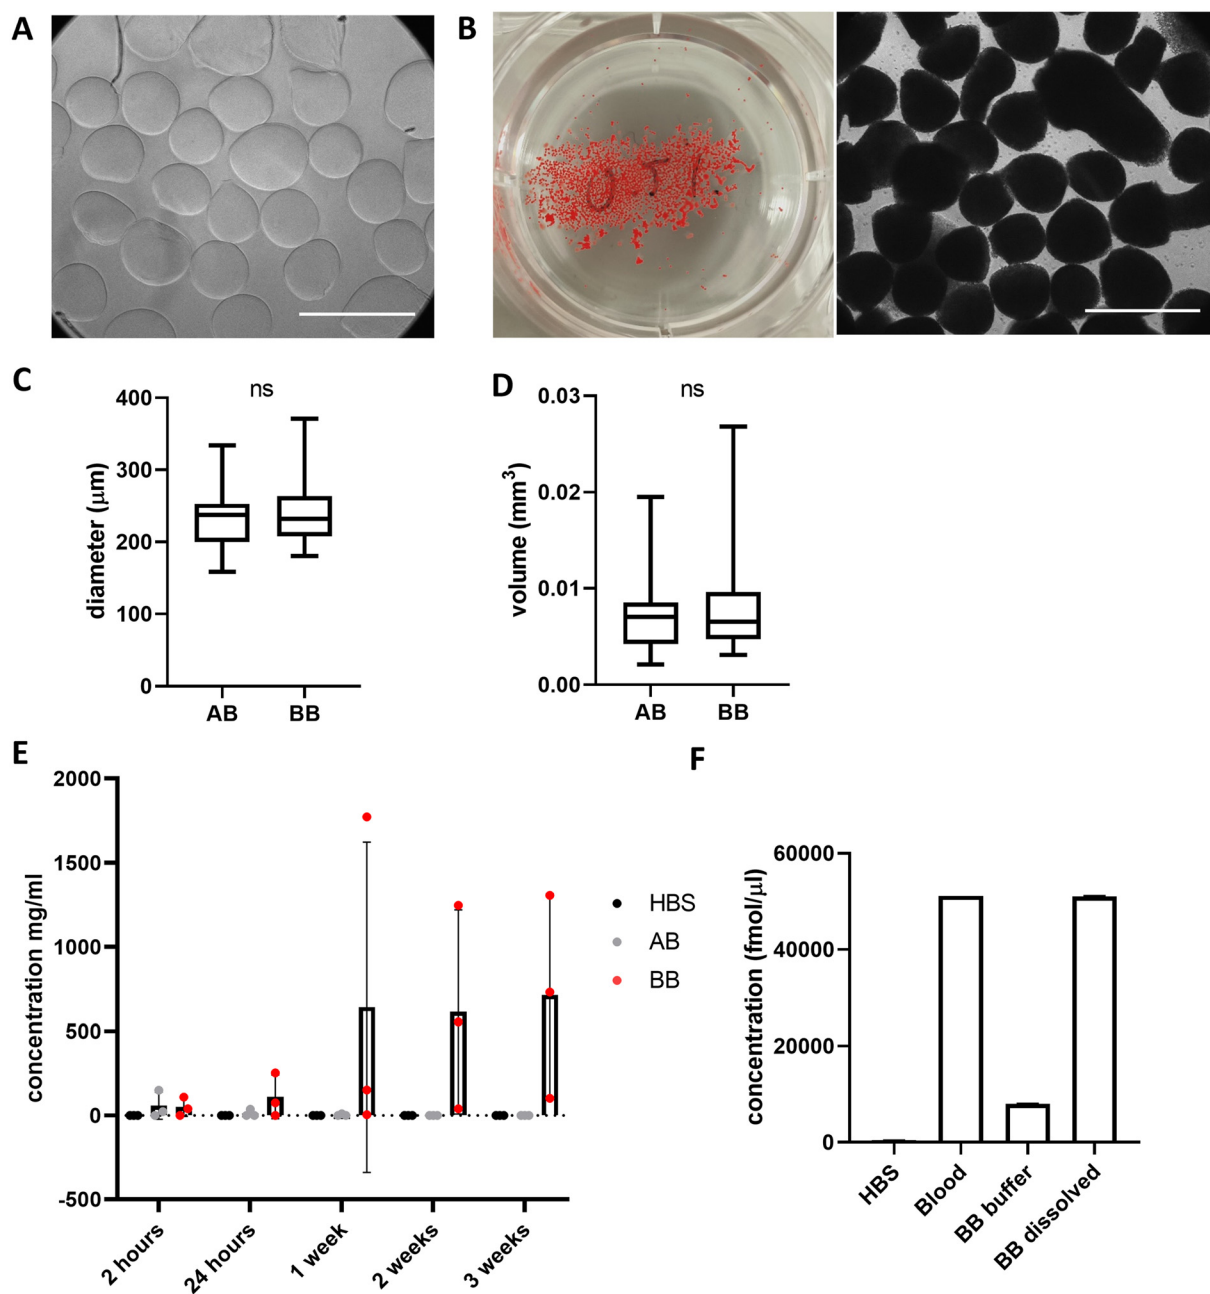 A
B
0.5 1
C
ns
diameter (μm)
400
300
200
100
0
AB
BB
D
ns
volume (mm³)
0.03
0.02
0.01
0.00
AB
BB
E
concentration mg/ml
2000
1500
1000
500
0
-500
2 hours
24 hours
1 week
2 weeks
3 weeks
HBS
AB
BB
F
concentration (fmol/μl)
60000
40000
20000
0
HBS
Blood
BB buffer
BB dissolved